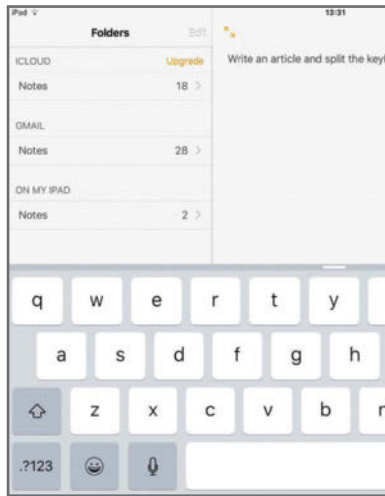 iPad 13:31
Folders Edit
ICLOUD Upgrade
Write an article and split the key
Notes 18 >
GMAIL
Notes 28 >
ON MY IPAD
Notes 2 >
q w e r t y
a s d f g h
z x c v b
.?123